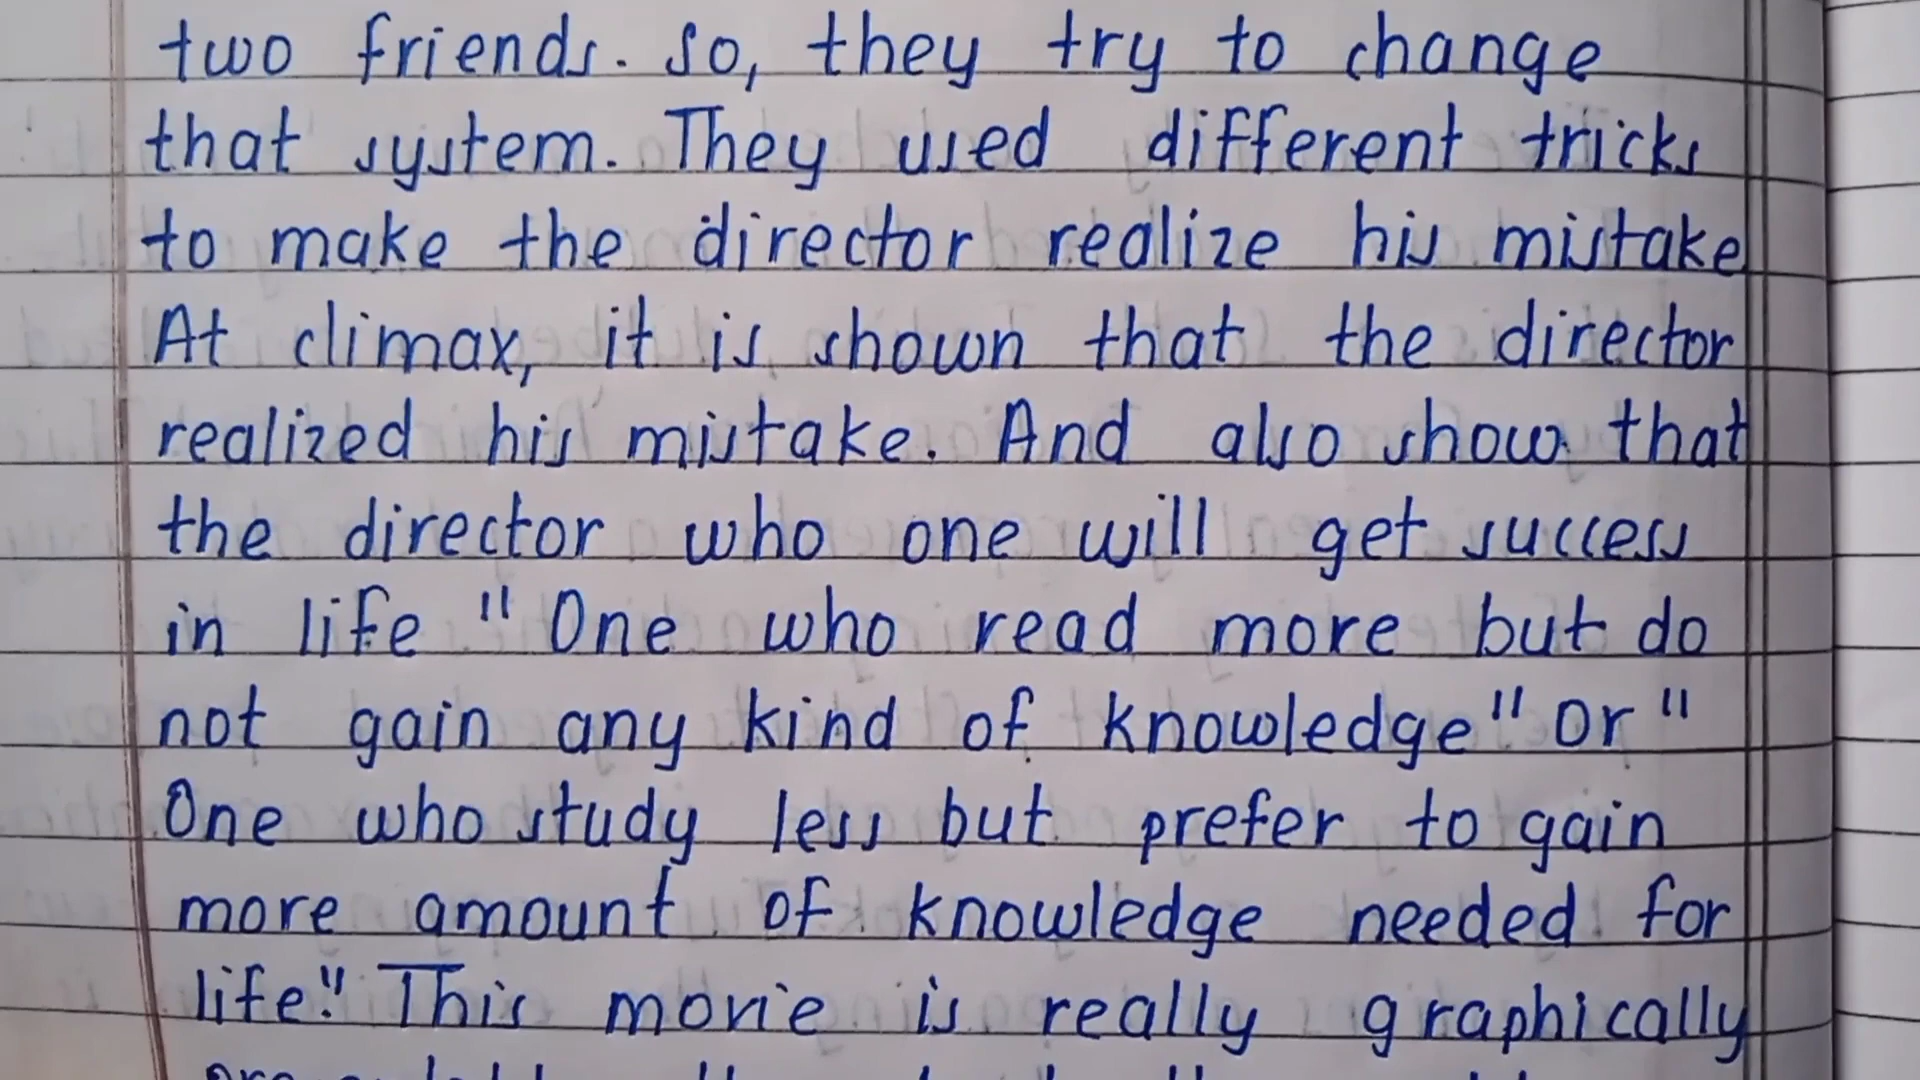 two friends. So, they try to change
that system. They used different tricks
to make the director realize his mistake
At climax, it is shown that the director
realized his mistake. And also show that
the director who one will get success
in life "One who read more but do
not gain any kind of knowledge" or "
One who study less but prefer to gain
more amount of knowledge needed for
life." This movie is really graphically